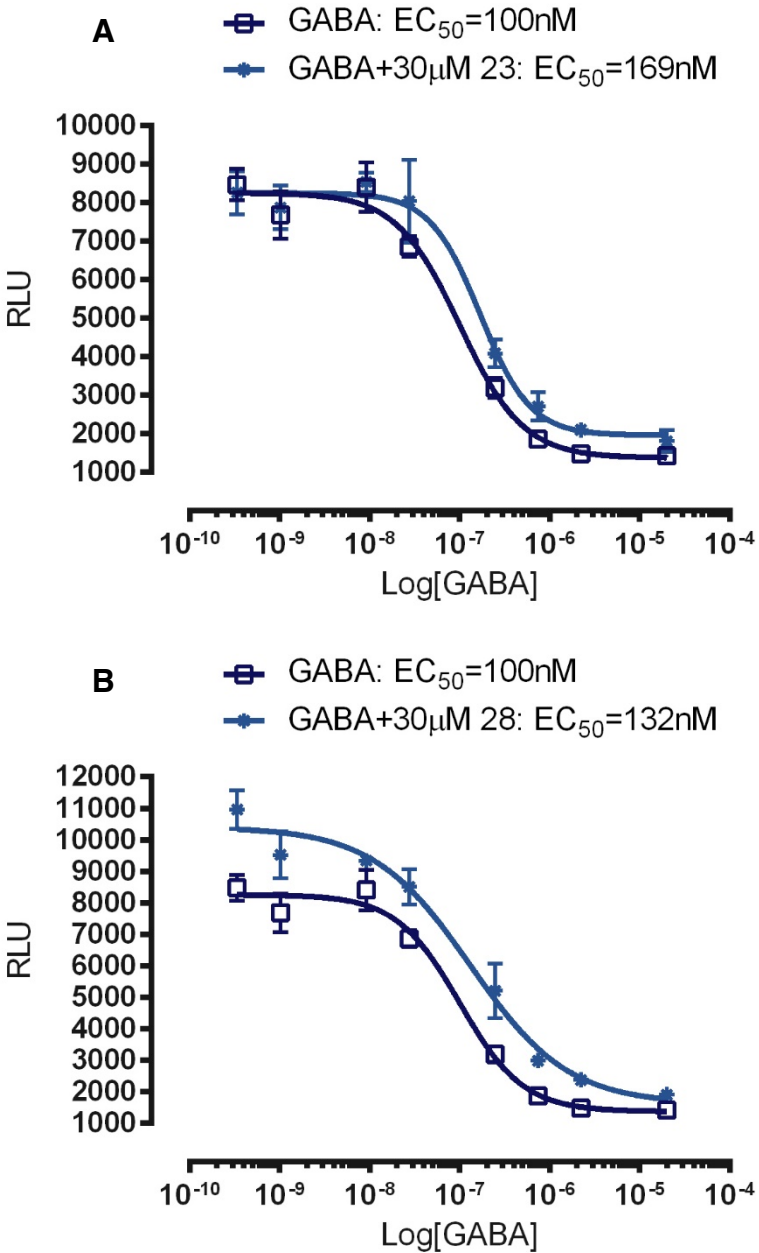 A
GABA: EC50=100nM
GABA+30μM 23: EC50=169nM
10000
9000
8000
7000
6000
5000
4000
3000
2000
1000
RLU
10-10 10-9 10-8 10-7 10-6 10-5 10-4
Log[GABA]
B
GABA: EC50=100nM
GABA+30μM 28: EC50=132nM
12000
11000
10000
9000
8000
7000
6000
5000
4000
3000
2000
1000
RLU
10-10 10-9 10-8 10-7 10-6 10-5 10-4
Log[GABA]